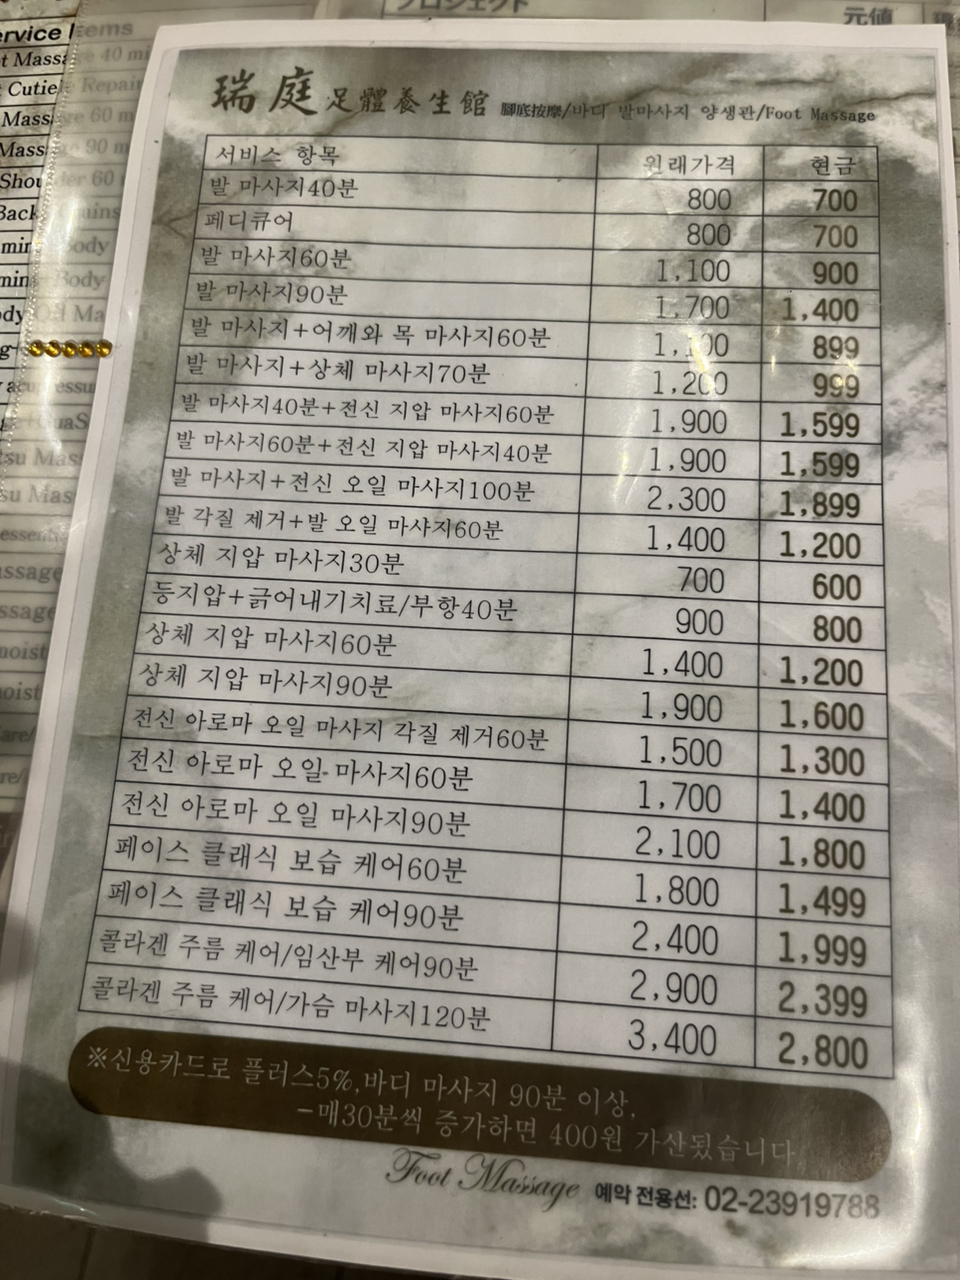 プロジェクト
元値
瑞庭足體養生館 腳底按摩/바디 발마사지 양생관/Foot Massage
서비스 항목 원래가격 현금
발 마사지40분 800 700
페디큐어 800 700
발 마사지60분 1,100 900
발 마사지90분 1,700 1,400
발 마사지+어깨와 목 마사지60분 1,100 899
발 마사지+상체 마사지70분 1,200 999
발 마사지40분+전신 지압 마사지60분 1,900 1,599
발 마사지60분+전신 지압 마사지40분 1,900 1,599
발 마사지+전신 오일 마사지100분 2,300 1,899
발 각질 제거+발 오일 마사지60분 1,400 1,200
상체 지압 마사지30분 700 600
등지압+긁어내기치료/부항40분 900 800
상체 지압 마사지60분 1,400 1,200
상체 지압 마사지90분 1,900 1,600
전신 아로마 오일 마사지 각질 제거60분 1,500 1,300
전신 아로마 오일 마사지60분 1,700 1,400
전신 아로마 오일 마사지90분 2,100 1,800
페이스 클래식 보습 케어60분 1,800 1,499
페이스 클래식 보습 케어90분 2,400 1,999
콜라겐 주름 케어/임산부 케어90분 2,900 2,399
콜라겐 주름 케어/가슴 마사지120분 3,400 2,800
※신용카드로 플러스5%,바디 마사지 90분 이상.
-매30분씩 증가하면 400원 가산됬습니다
Foot Massage 예악 전용선: 02-23919788